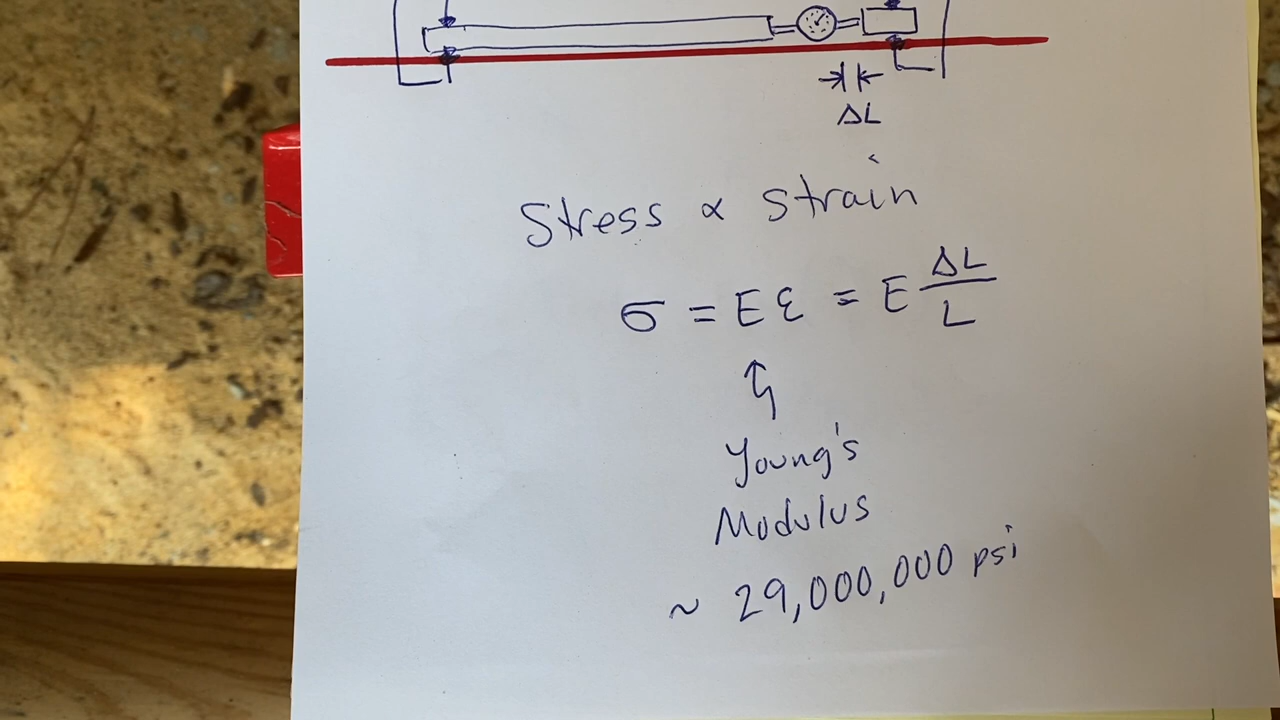 ΔL
Stress ∝ Strain
σ = Eε = E ΔL/L
Young's
Modulus
~ 29,000,000 psi